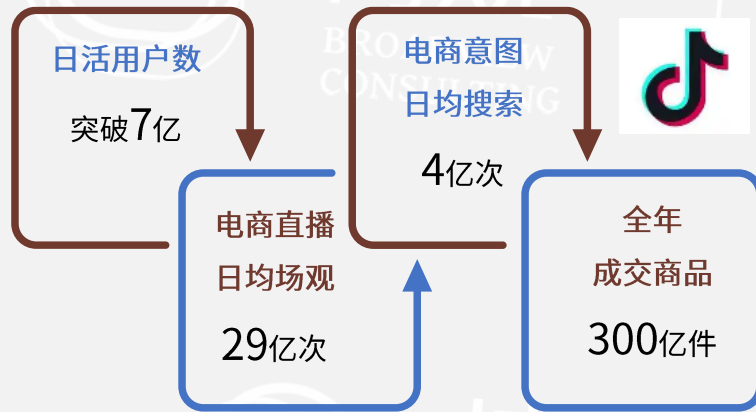 日活用户数
突破7亿
电商直播
日均场观
29亿次
电商意图
日均搜索
4亿次
全年
成交商品
300亿件